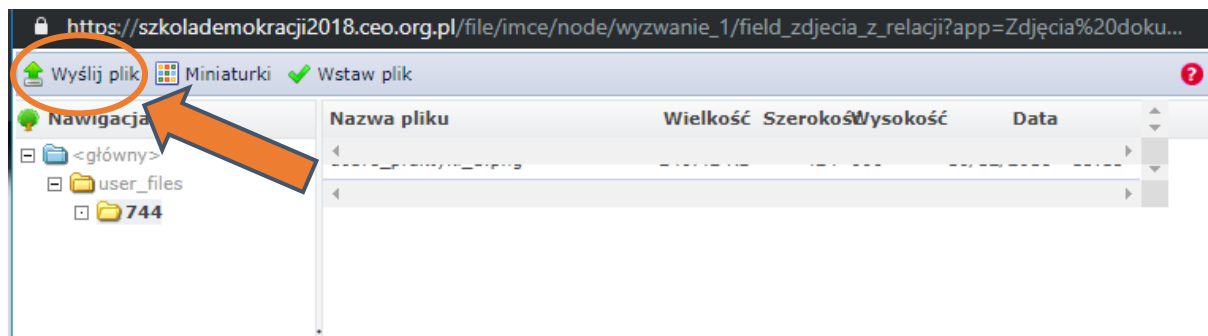 https://szkolademokracji2018.ceo.org.pl/file/imce/node/wyzwanie_1/field_zdjecia_z_relacji?app=Zdjęcia%20doku...
Wyślij plik Miniaturki Wstaw plik ?
Nawigacja Nazwa pliku Wielkość Szerokość Wysokość Data
<główny>
user_files
744